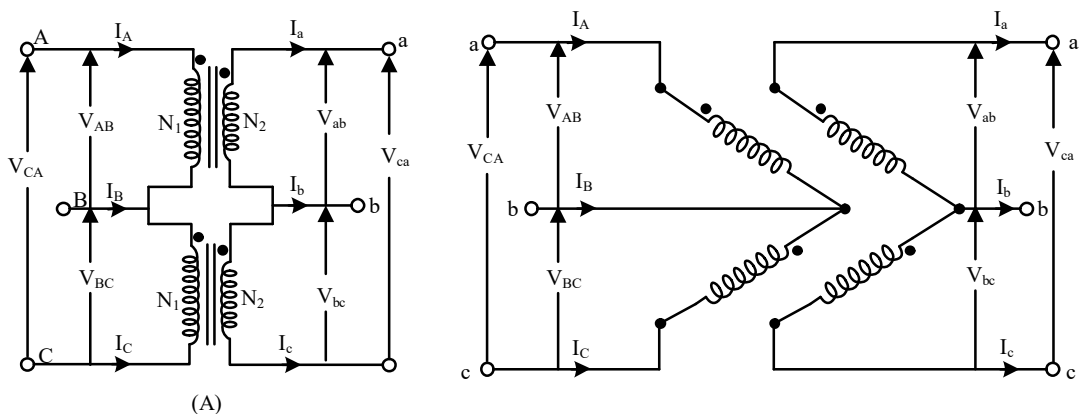 A
I_A
I_a
a
V_AB
N_1
N_2
V_ab
V_CA
V_ca
B
I_B
I_b
b
V_BC
N_1
N_2
V_bc
C
I_C
I_c
(A)
a
I_A
I_a
a
V_AB
V_ab
V_CA
V_ca
b
I_B
I_b
b
V_BC
V_bc
c
I_C
I_c
c